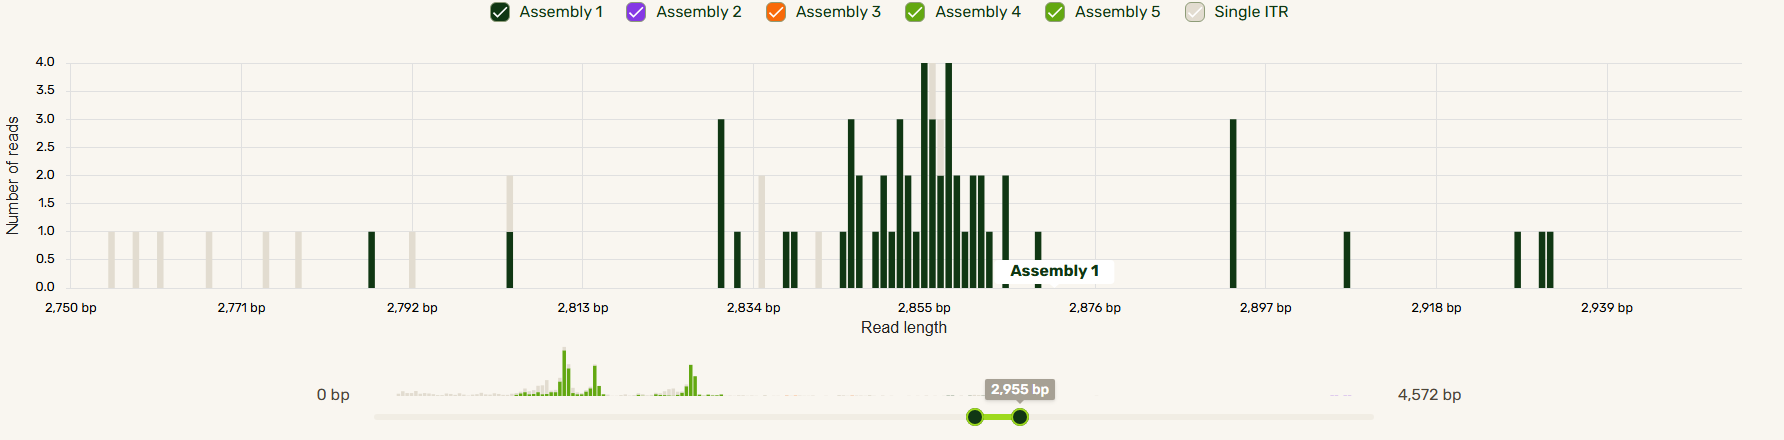 Assembly 1 Assembly 2 Assembly 3 Assembly 4 Assembly 5 Single ITR
4.0
3.5
3.0
2.5
2.0
1.5
1.0
0.5
0.0
Number of reads
Assembly 1
2,750 bp 2,771 bp 2,792 bp 2,813 bp 2,834 bp 2,855 bp 2,876 bp 2,897 bp 2,918 bp 2,939 bp
Read length
2,955 bp
0 bp 4,572 bp